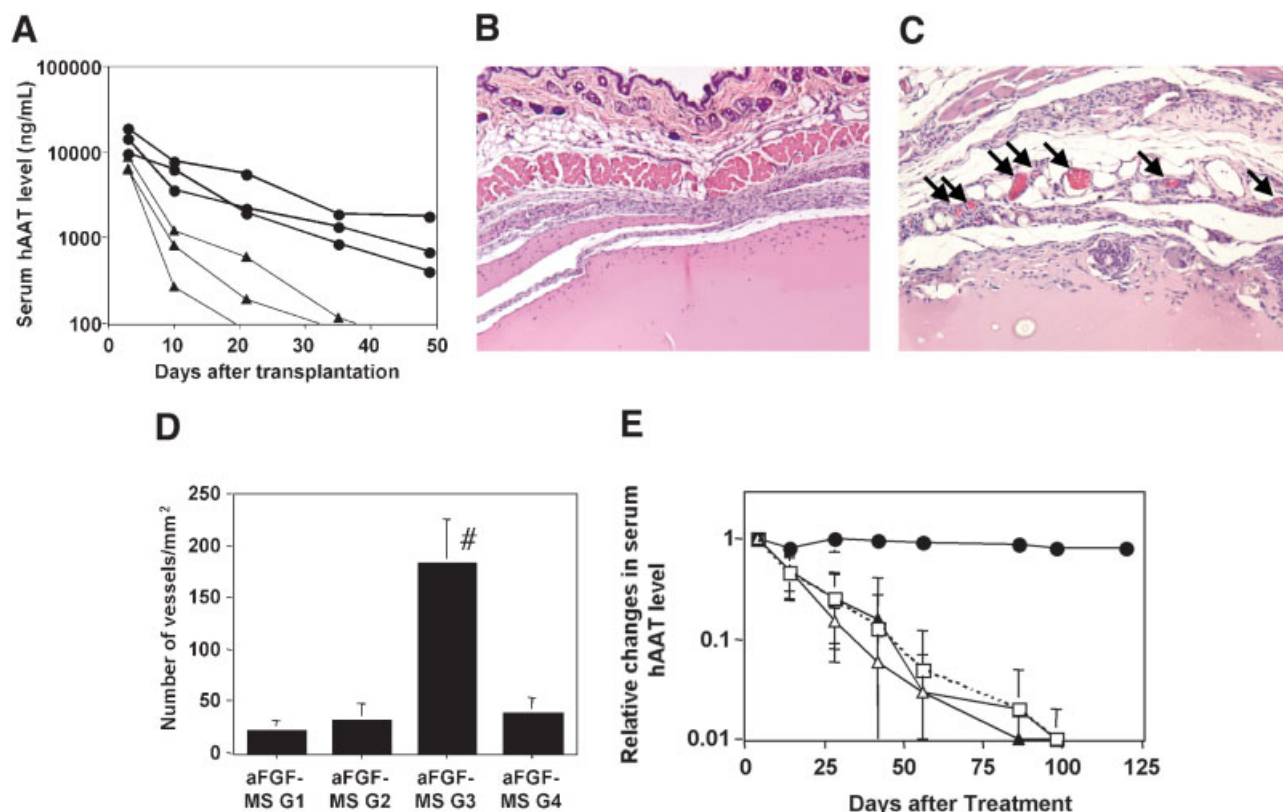 A
B
C
Serum hAAT level (ng/mL)
100000
10000
1000
100
0
10
20
30
40
50
Days after transplantation
D
E
Number of vessels/mm²
250
200
150
100
50
0
#
aFGF-
MS G1
aFGF-
MS G2
aFGF-
MS G3
aFGF-
MS G4
Relative changes in serum
hAAT level
1
0.1
0.01
0
25
50
75
100
125
Days after Treatment